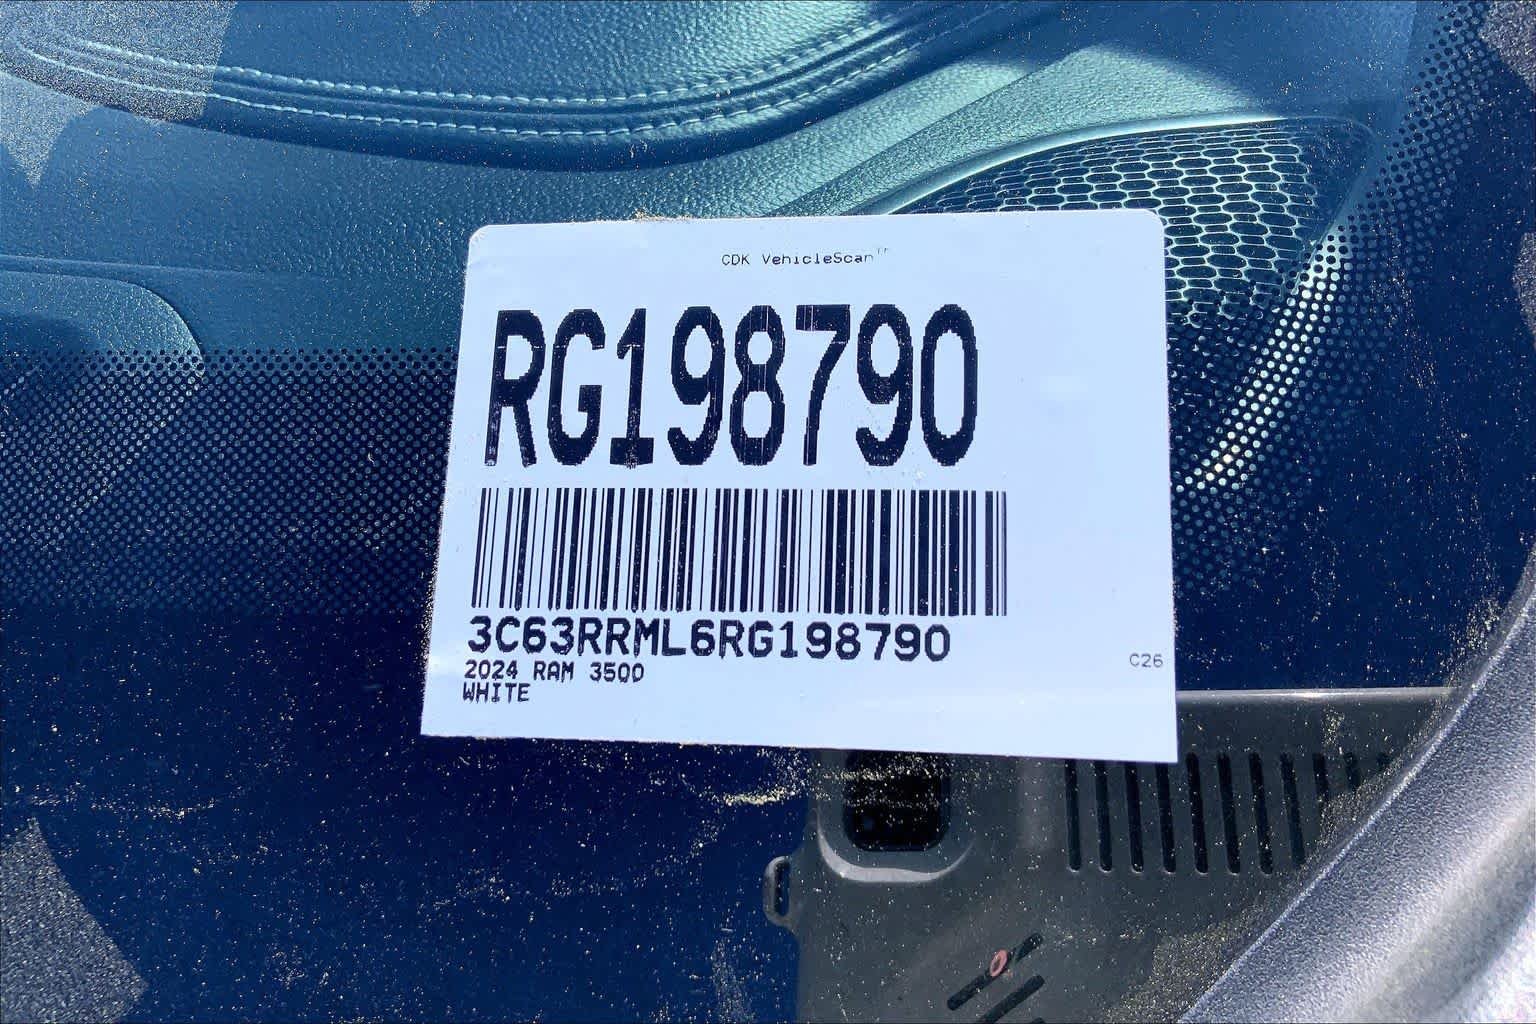 CDK VehicleScan™
RG198790
3C63RRML6RG198790
2024 RAM 3500
WHITE
C26